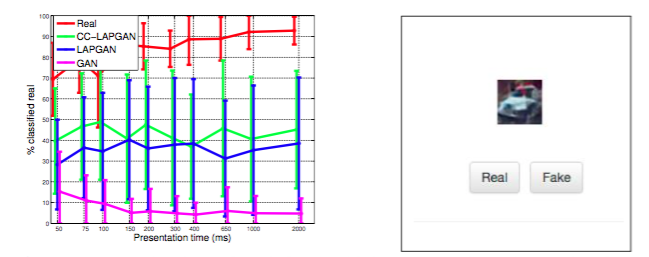 100
90
80
70
60
50
40
30
20
10
0
% classified real
Real
CC−LAPGAN
LAPGAN
GAN
50 75 100 150 200 300 400 650 1000 2000
Presentation time (ms)
Real Fake